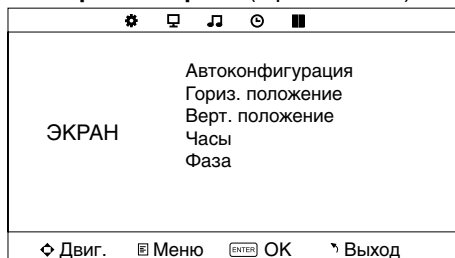 ЭКРАН
Автоконфигурация
Гориз. положение
Верт. положение
Часы
Фаза
Двиг. Меню ENTER OK Выход